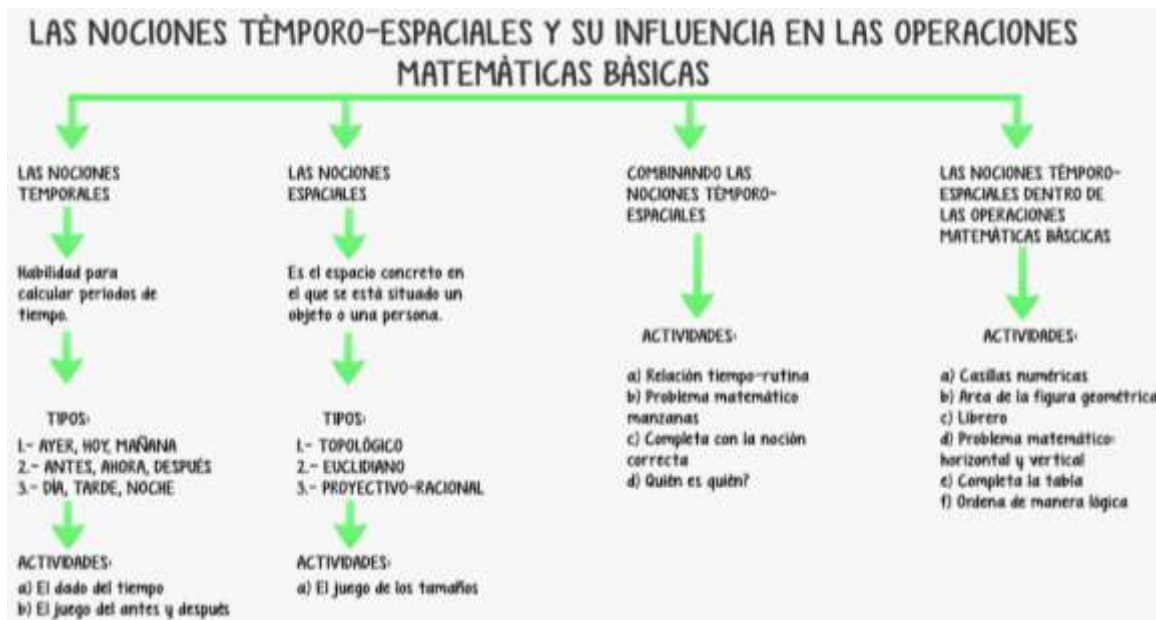 LAS NOCIONES TÈMPORO-ESPACIALES Y SU INFLUENCIA EN LAS OPERACIONES
MATEMÀTICAS BÀSICAS
LAS NOCIONES
TEMPORALES
Habilidad para
calcular periodos de
tiempo.
TIPOS:
1.- AYER, HOY, MAÑANA
2.- ANTES, AHORA, DESPUÉS
3.- DÍA, TARDE, NOCHE
ACTIVIDADES:
a) El dado del tiempo
b) El juego del antes y después
LAS NOCIONES
ESPACIALES
Es el espacio concreto en
el que se está situado un
objeto o una persona.
TIPOS:
1.- TOPOLÓGICO
2.- EUCLIDIANO
3.- PROYECTIVO-RACIONAL
ACTIVIDADES:
a) El juego de los tamaños
COMBINANDO LAS
NOCIONES TÈMPORO-
ESPACIALES
ACTIVIDADES:
a) Relación tiempo-rutina
b) Problema matemático
manzanas
c) Completa con la noción
correcta
d) Quién es quién?
LAS NOCIONES TÉMPORO-
ESPACIALES DENTRO DE
LAS OPERACIONES
MATEMÀTICAS BÀSCICAS
ACTIVIDADES:
a) Casillas numéricas
b) Area de la figura geométrica
c) Librero
d) Problema matemático:
horizontal y vertical
e) Completa la tabla
f) Ordena de manera lógica